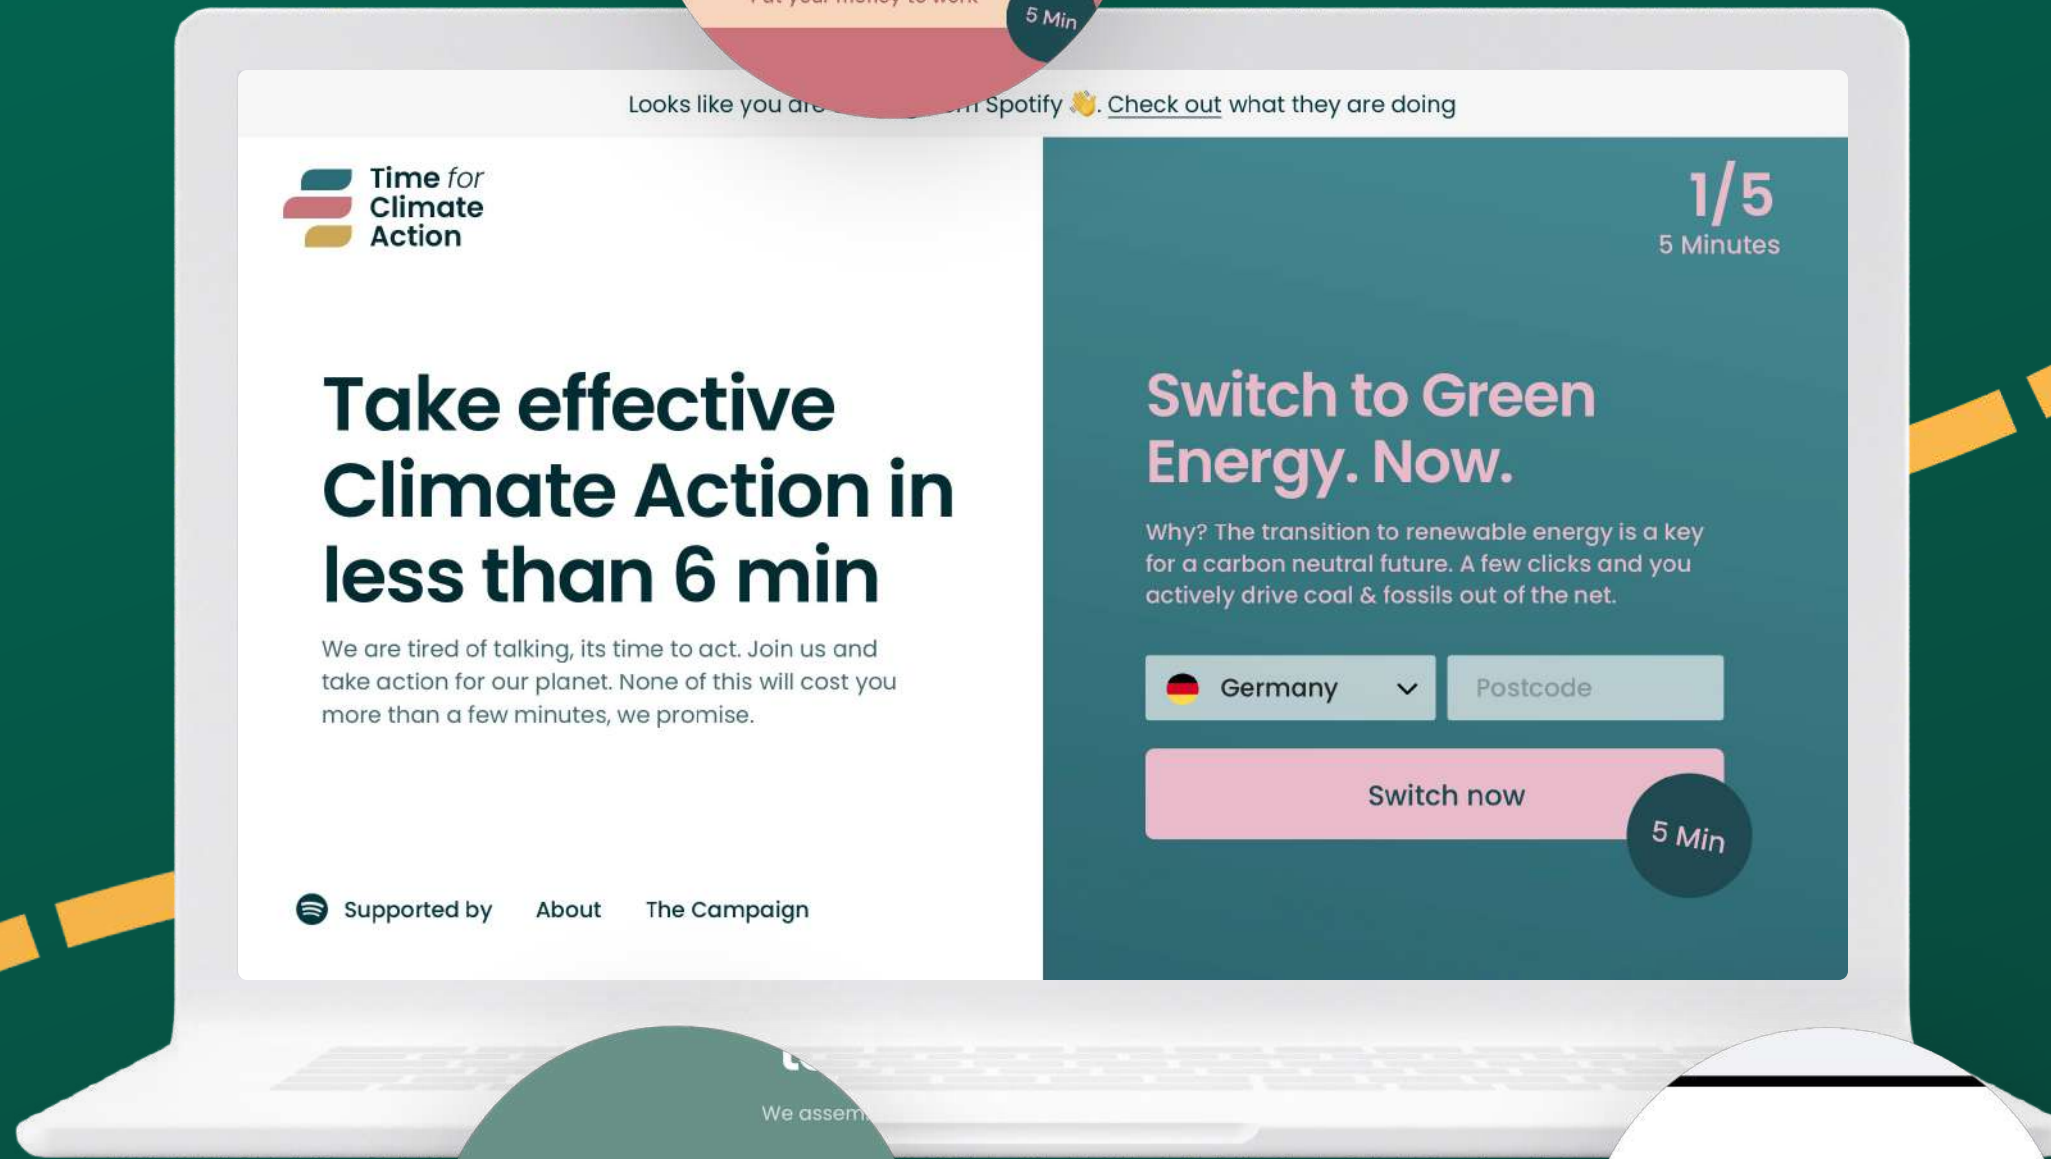 5 Min
Looks like you Spotify 👋. Check out what they are doing
Time for
Climate
Action
Take effective
Climate Action in
less than 6 min
We are tired of talking, its time to act. Join us and
take action for our planet. None of this will cost you
more than a few minutes, we promise.
Supported by About The Campaign
1/5
5 Minutes
Switch to Green
Energy. Now.
Why? The transition to renewable energy is a key
for a carbon neutral future. A few clicks and you
actively drive coal & fossils out of the net.
Germany Postcode
Switch now
5 Min
We